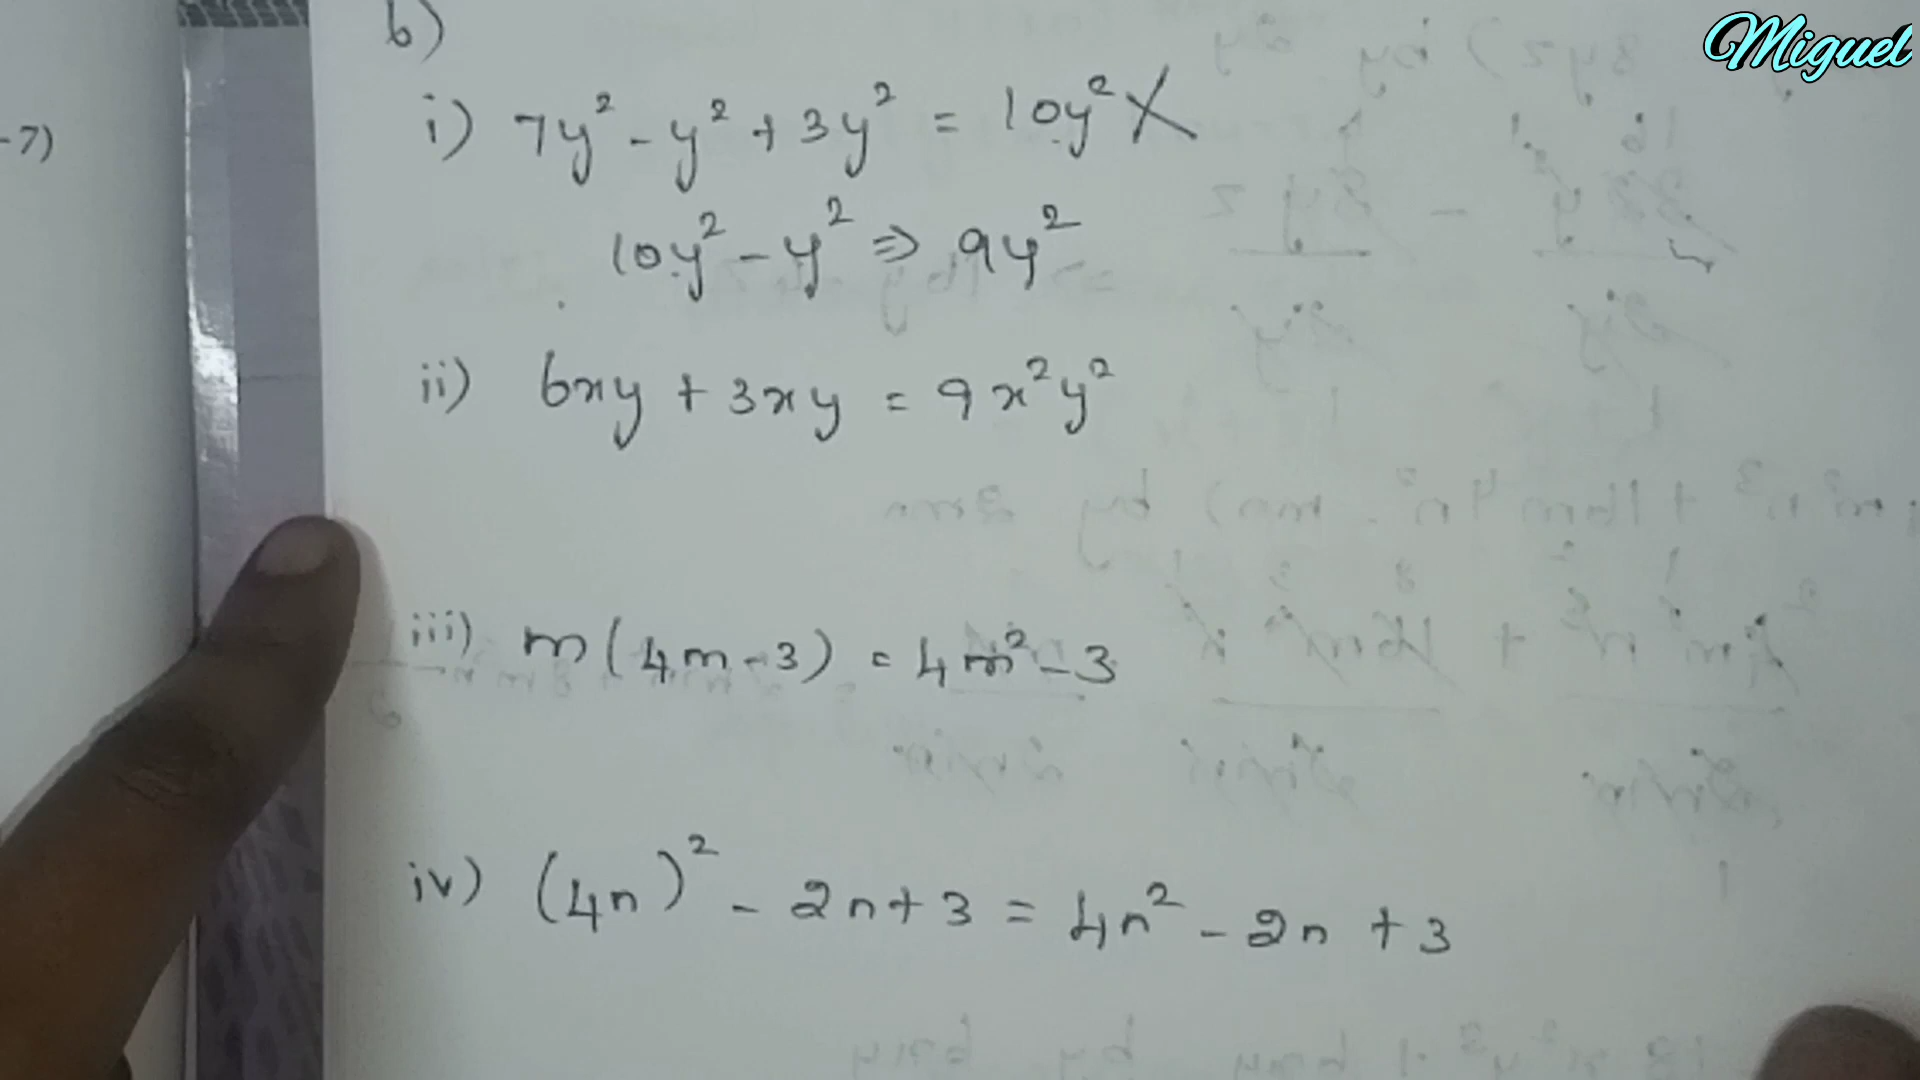 Miguel
-7)
b)
i) 7y² - y² + 3y² = 10y² X
10y² - y² ⇒ 9y²
ii) 6xy + 3xy = 9x²y²
iii) m(4m-3) = 4m² - 3
iv) (4n)² - 2n + 3 = 4n² - 2n + 3